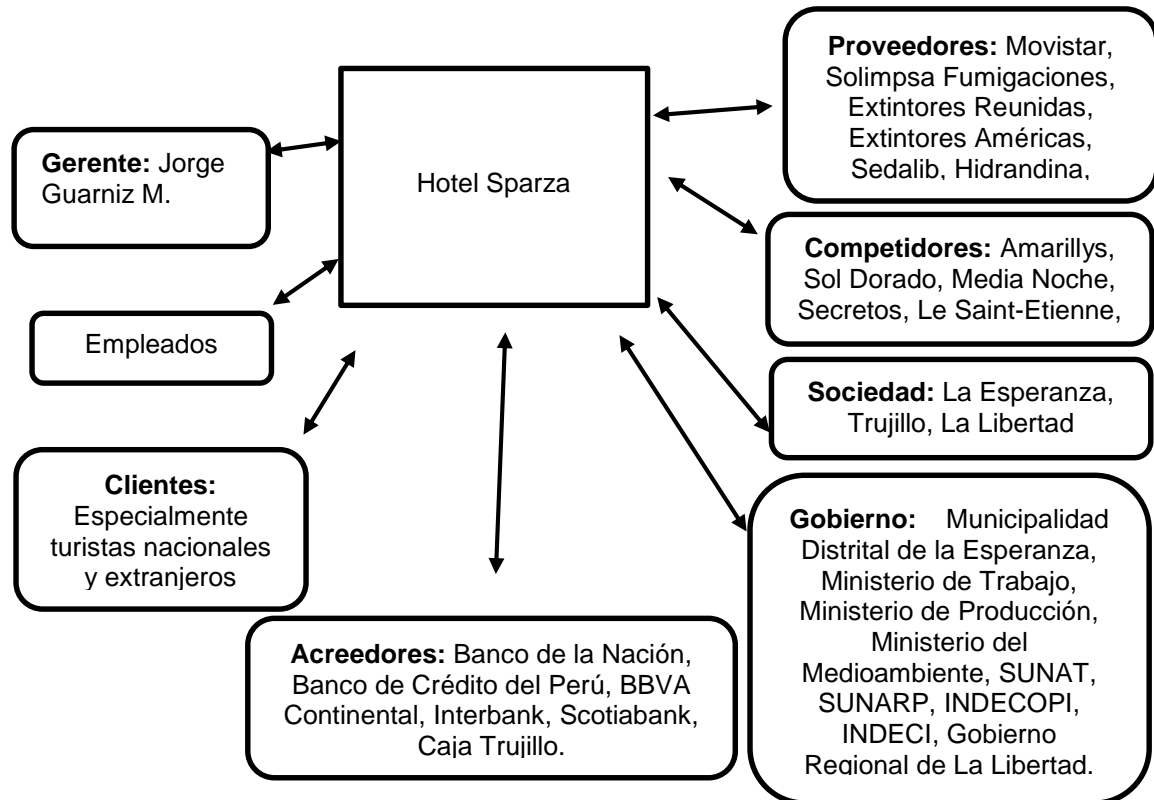 Proveedores: Movistar,
Solimpsa Fumigaciones,
Extintores Reunidas,
Extintores Américas,
Sedalib, Hidrandina,
Gerente: Jorge
Guarniz M.
Hotel Sparza
Competidores: Amarillys,
Sol Dorado, Media Noche,
Secretos, Le Saint-Etienne,
Empleados
Sociedad: La Esperanza,
Trujillo, La Libertad
Clientes:
Especialmente
turistas nacionales
y extranjeros
Gobierno: Municipalidad
Distrital de la Esperanza,
Ministerio de Trabajo,
Ministerio de Producción,
Ministerio del
Medioambiente, SUNAT,
SUNARP, INDECOPI,
INDECI, Gobierno
Regional de La Libertad.
Acreedores: Banco de la Nación,
Banco de Crédito del Perú, BBVA
Continental, Interbank, Scotiabank,
Caja Trujillo.